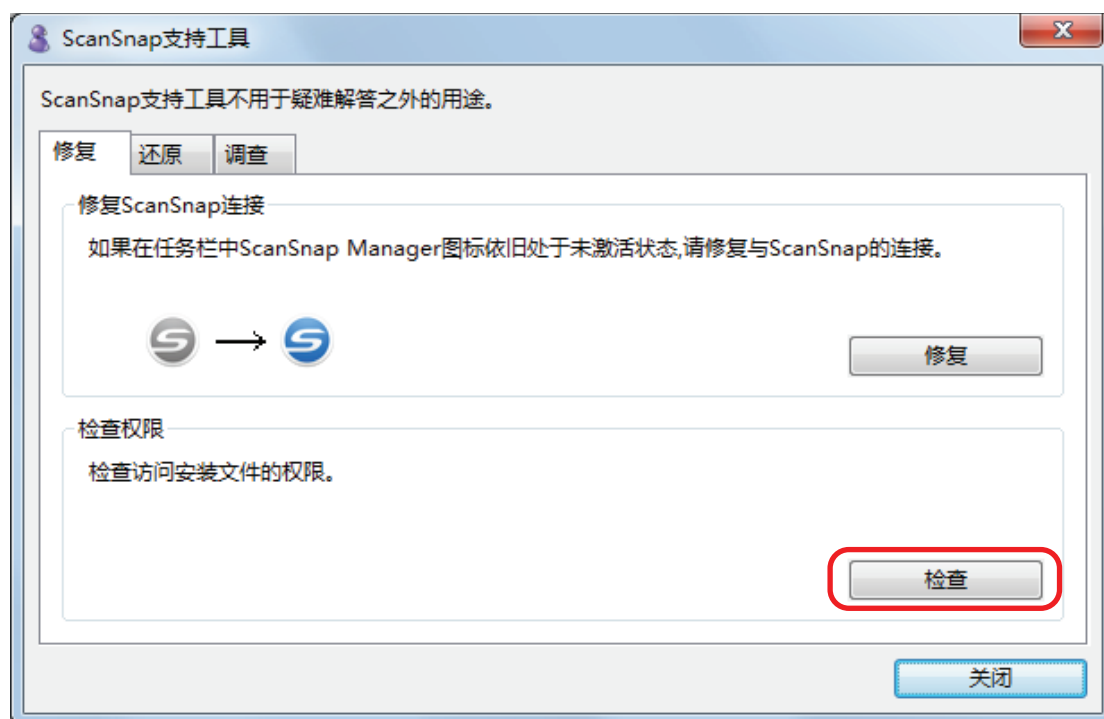 ScanSnap支持工具
ScanSnap支持工具不用于疑难解答之外的用途。
修复 还原 调查
修复ScanSnap连接
如果在任务栏中ScanSnap Manager图标依旧处于未激活状态,请修复与ScanSnap的连接。
修复
检查权限
检查访问安装文件的权限。
检查
关闭